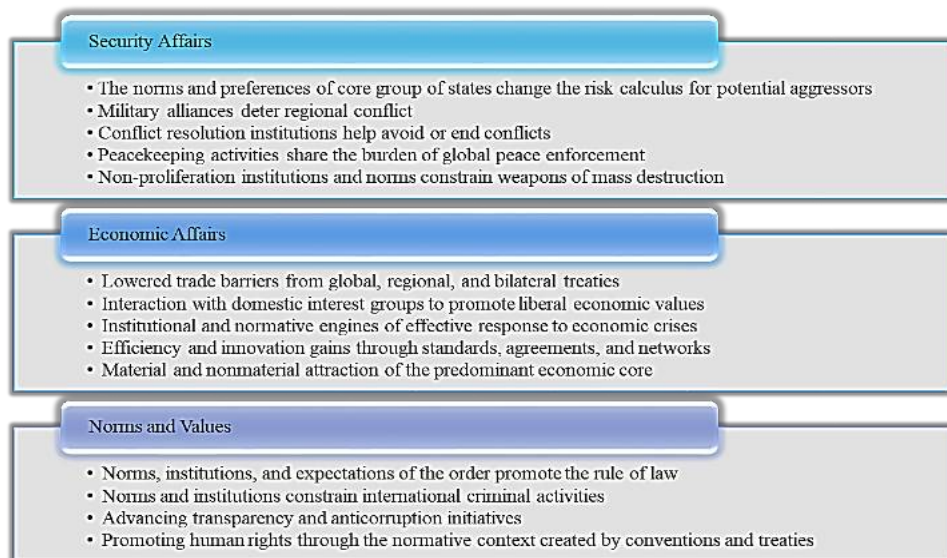 Security Affairs
• The norms and preferences of core group of states change the risk calculus for potential aggressors
• Military alliances deter regional conflict
• Conflict resolution institutions help avoid or end conflicts
• Peacekeeping activities share the burden of global peace enforcement
• Non-proliferation institutions and norms constrain weapons of mass destruction
Economic Affairs
• Lowered trade barriers from global, regional, and bilateral treaties
• Interaction with domestic interest groups to promote liberal economic values
• Institutional and normative engines of effective response to economic crises
• Efficiency and innovation gains through standards, agreements, and networks
• Material and nonmaterial attraction of the predominant economic core
Norms and Values
• Norms, institutions, and expectations of the order promote the rule of law
• Norms and institutions constrain international criminal activities
• Advancing transparency and anticorruption initiatives
• Promoting human rights through the normative context created by conventions and treaties